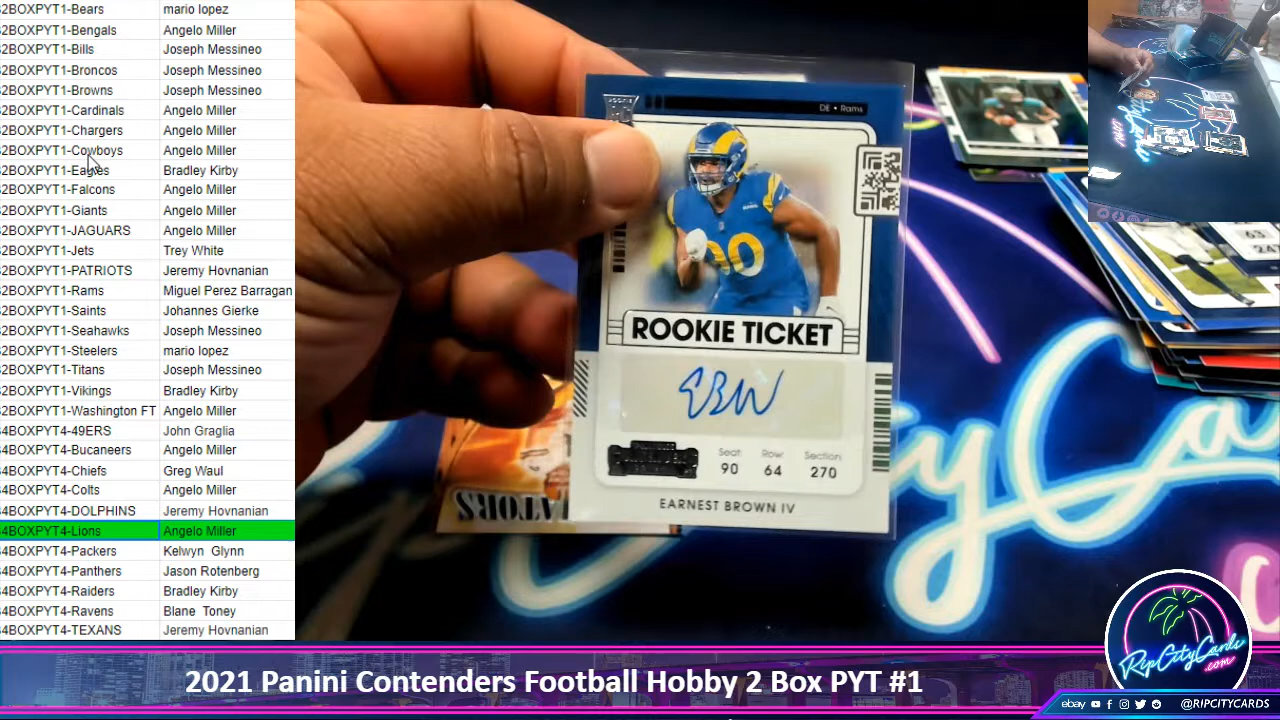 2BOXPYT1-Bears mario lopez
2BOXPYT1-Bengals Angelo Miller
2BOXPYT1-Bills Joseph Messineo
2BOXPYT1-Broncos Joseph Messineo
2BOXPYT1-Browns Joseph Messineo
2BOXPYT1-Cardinals Angelo Miller
2BOXPYT1-Chargers Angelo Miller
2BOXPYT1-Cowboys Angelo Miller
2BOXPYT1-Eagles Bradley Kirby
2BOXPYT1-Falcons Angelo Miller
2BOXPYT1-Giants Angelo Miller
2BOXPYT1-JAGUARS Angelo Miller
2BOXPYT1-Jets Trey White
2BOXPYT1-PATRIOTS Jeremy Hovnanian
2BOXPYT1-Rams Miguel Perez Barragan
2BOXPYT1-Saints Johannes Gierke
2BOXPYT1-Seahawks Joseph Messineo
2BOXPYT1-Steelers mario lopez
2BOXPYT1-Titans Joseph Messineo
2BOXPYT1-Vikings Bradley Kirby
2BOXPYT1-Washington FT Angelo Miller
4BOXPYT4-49ERS John Graglia
4BOXPYT4-Bucaneers Angelo Miller
4BOXPYT4-Chiefs Greg Waul
4BOXPYT4-Colts Angelo Miller
4BOXPYT4-DOLPHINS Jeremy Hovnanian
4BOXPYT4-Lions Angelo Miller
4BOXPYT4-Packers Kelwyn Glynn
4BOXPYT4-Panthers Jason Rotenberg
4BOXPYT4-Raiders Bradley Kirby
4BOXPYT4-Ravens Blane Toney
4BOXPYT4-TEXANS Jeremy Hovnanian
DE • Rams
90
ROOKIE TICKET
EBIV
Seat Row Section
90 64 270
EARNEST BROWN IV
63
24
RipCityCards
.com
2021 Panini Contenders Football Hobby 2 Box PYT #1
ebay @RIPCITYCARDS